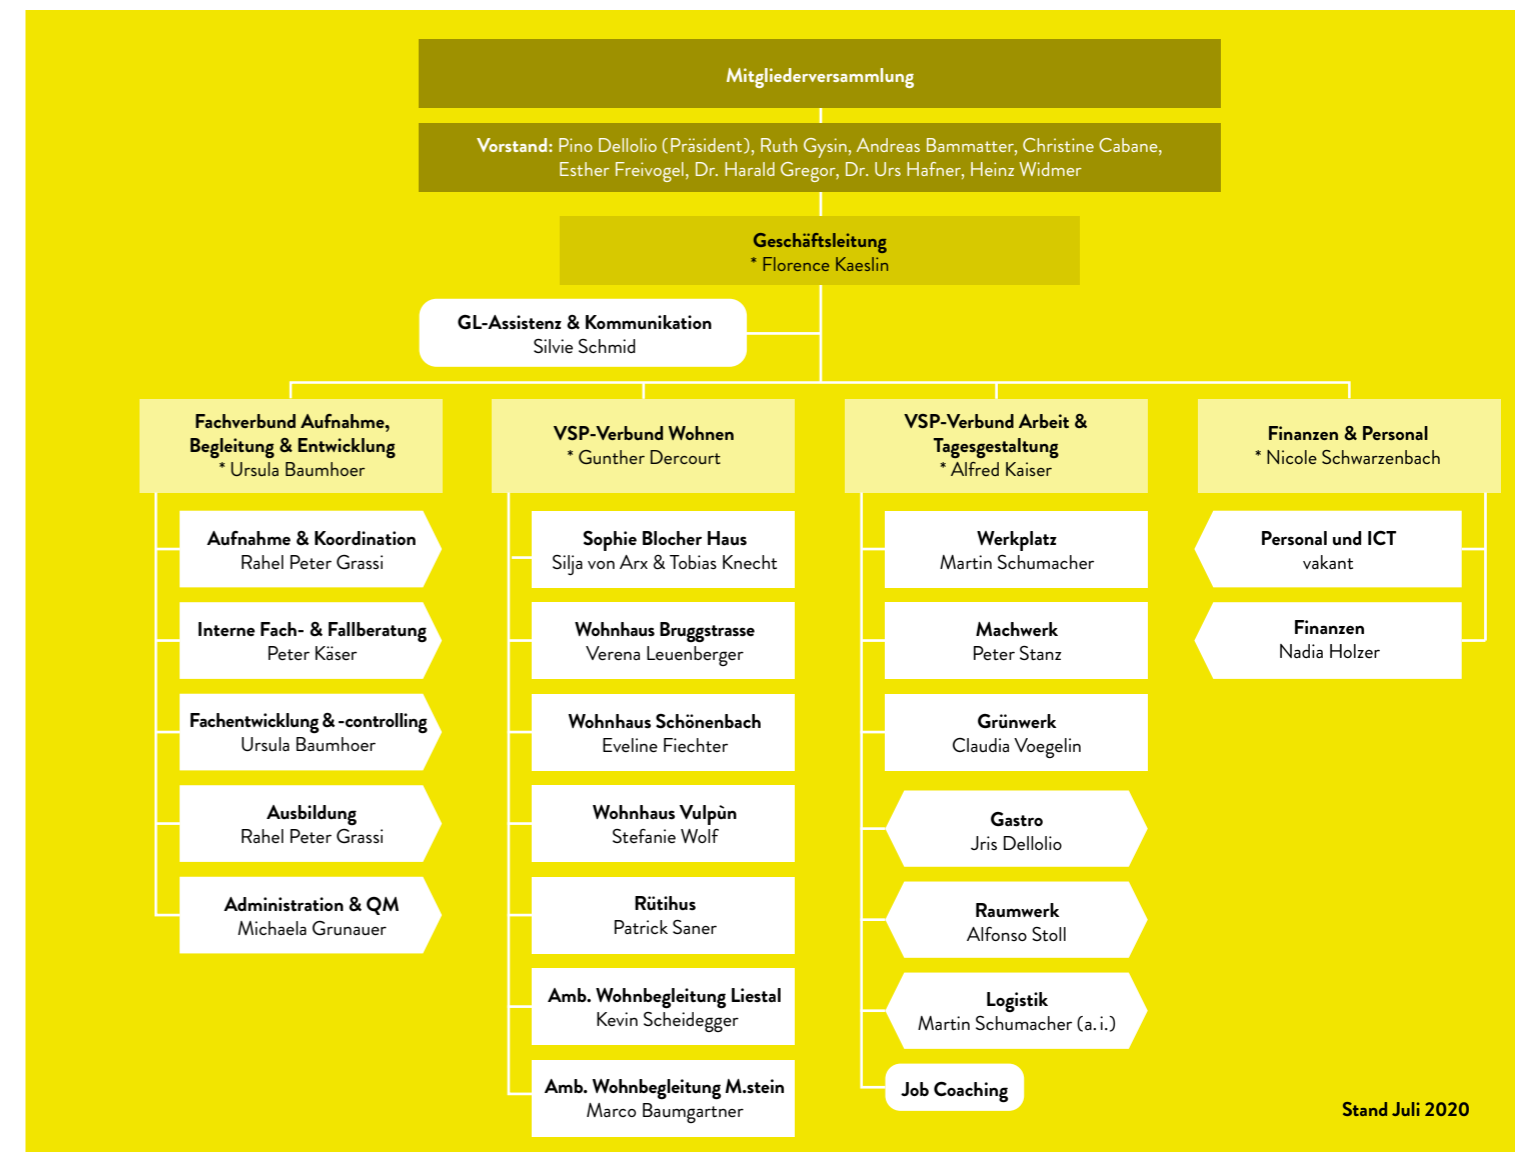 Mitgliederversammlung
Vorstand: Pino Dellolio (Präsident), Ruth Gysin, Andreas Bammatter, Christine Cabane,
Esther Freivogel, Dr. Harald Gregor, Dr. Urs Hafner, Heinz Widmer
Geschäftsleitung
* Florence Kaeslin
GL-Assistenz & Kommunikation
Silvie Schmid
Fachverbund Aufnahme,
Begleitung & Entwicklung
* Ursula Baumhoer
Aufnahme & Koordination
Rahel Peter Grassi
Interne Fach- & Fallberatung
Peter Käser
Fachentwicklung & -controlling
Ursula Baumhoer
Ausbildung
Rahel Peter Grassi
Administration & QM
Michaela Grunauer
VSP-Verbund Wohnen
* Gunther Dercourt
Sophie Blocher Haus
Silja von Arx & Tobias Knecht
Wohnhaus Bruggstrasse
Verena Leuenberger
Wohnhaus Schönenbach
Eveline Fiechter
Wohnhaus Vulpùn
Stefanie Wolf
Rütihus
Patrick Saner
Amb. Wohnbegleitung Liestal
Kevin Scheidegger
Amb. Wohnbegleitung M.stein
Marco Baumgartner
VSP-Verbund Arbeit &
Tagesgestaltung
* Alfred Kaiser
Werkplatz
Martin Schumacher
Machwerk
Peter Stanz
Grünwerk
Claudia Voegelin
Gastro
Jris Dellolio
Raumwerk
Alfonso Stoll
Logistik
Martin Schumacher (a. i.)
Job Coaching
Finanzen & Personal
* Nicole Schwarzenbach
Personal und ICT
vakant
Finanzen
Nadia Holzer
Stand Juli 2020